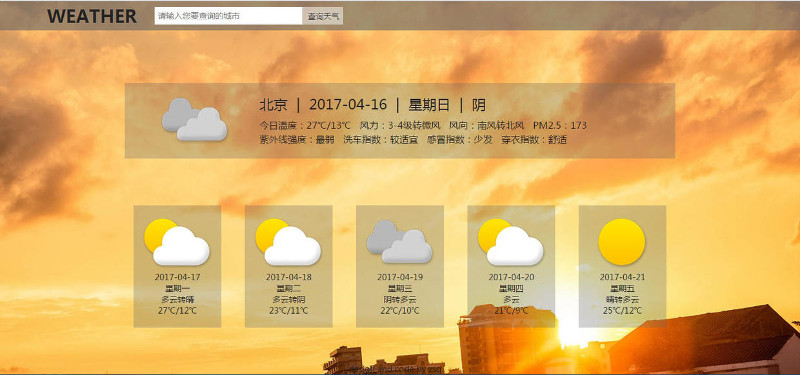 WEATHER
请输入您要查询的城市 查询天气
北京 | 2017-04-16 | 星期日 | 阴
今日温度：27℃/13℃ 风力：3-4级转微风 风向：南风转北风 PM2.5：173
紫外线强度：最弱 洗车指数：较适宜 感冒指数：少发 穿衣指数：舒适
2017-04-17
星期一
多云转晴
27℃/12℃
2017-04-18
星期二
多云转阴
23℃/11℃
2017-04-19
星期三
阴转多云
22℃/10℃
2017-04-20
星期四
多云
21℃/9℃
2017-04-21
星期五
晴转多云
25℃/12℃